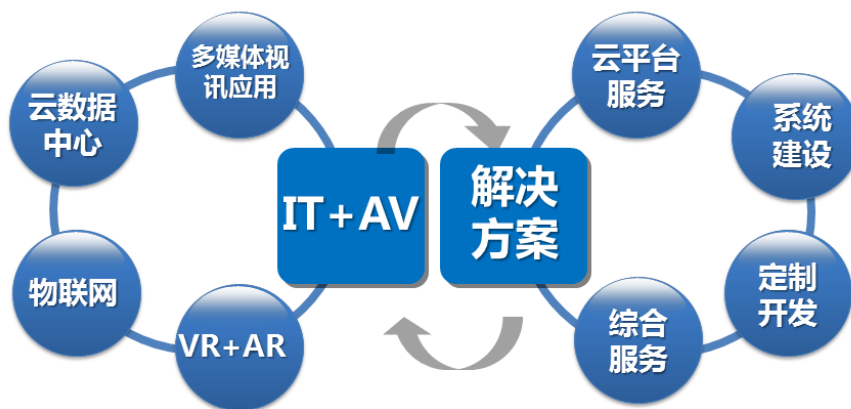 多媒体视
讯应用
云数据
中心
物联网
VR+AR
IT+AV
解决
方案
云平台
服务
系统
建设
定制
开发
综合
服务